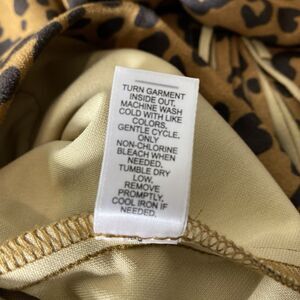 TURN GARMENT
INSIDE OUT.
MACHINE WASH
COLD WITH LIKE
COLORS.
GENTLE CYCLE.
ONLY
NON-CHLORINE
BLEACH WHEN
NEEDED.
TUMBLE DRY
LOW.
REMOVE
PROMPTLY.
COOL IRON IF
NEEDED.